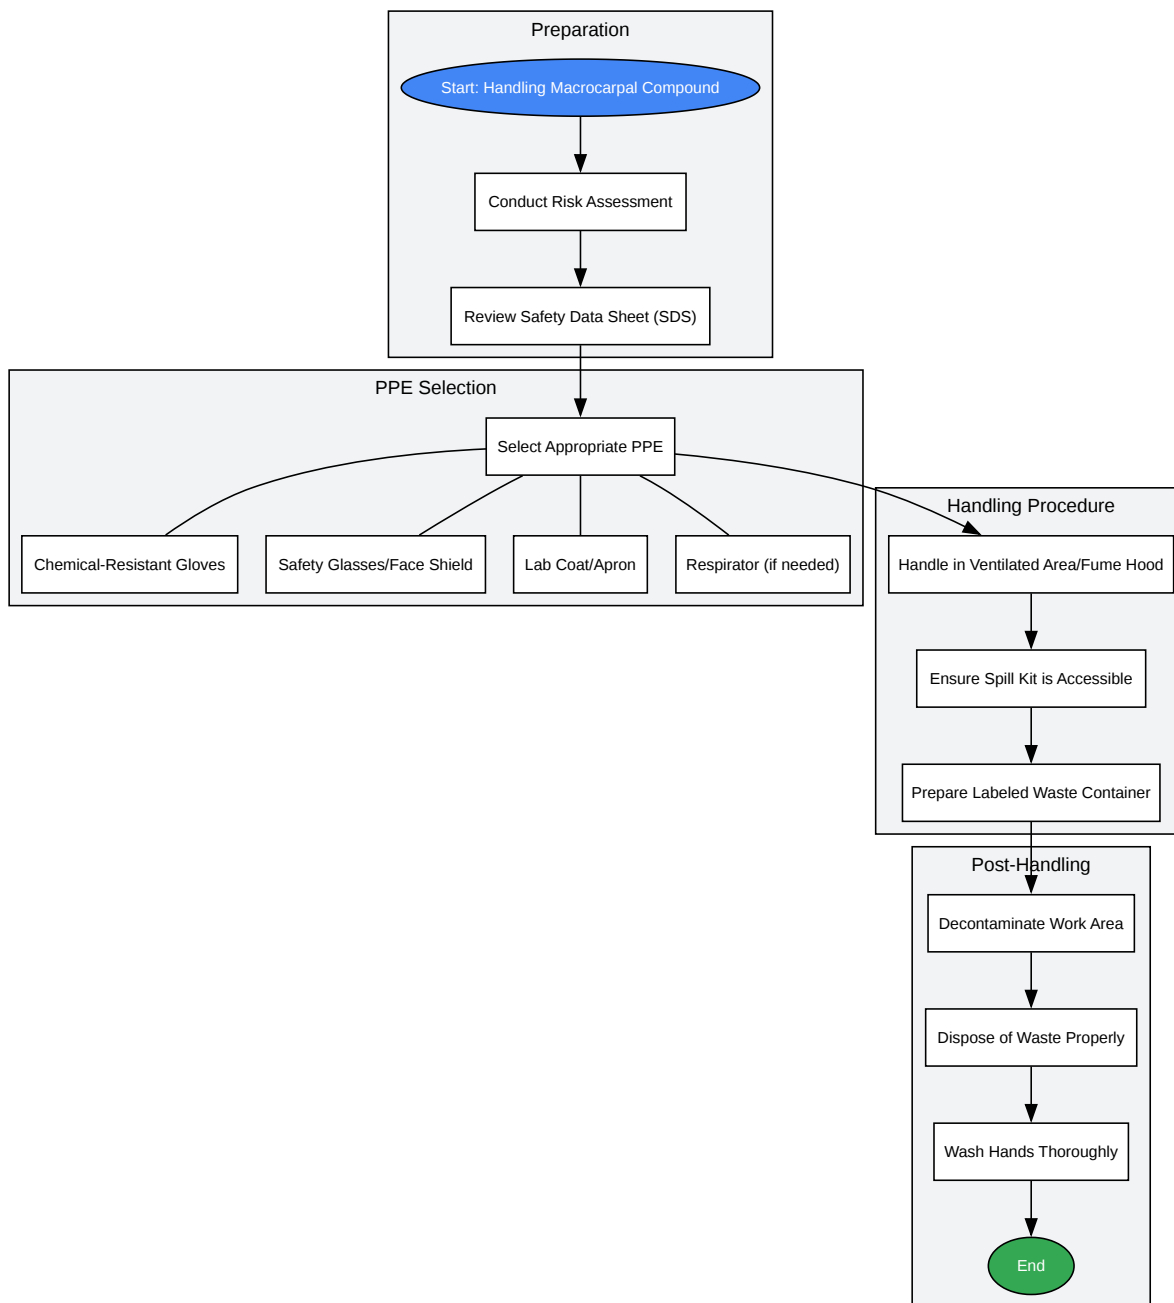 Preparation
Start: Handling Macrocarpal Compound
Conduct Risk Assessment
Review Safety Data Sheet (SDS)
PPE Selection
Select Appropriate PPE
Chemical-Resistant Gloves
Safety Glasses/Face Shield
Lab Coat/Apron
Respirator (if needed)
Handling Procedure
Handle in Ventilated Area/Fume Hood
Ensure Spill Kit is Accessible
Prepare Labeled Waste Container
Post-Handling
Decontaminate Work Area
Dispose of Waste Properly
Wash Hands Thoroughly
End